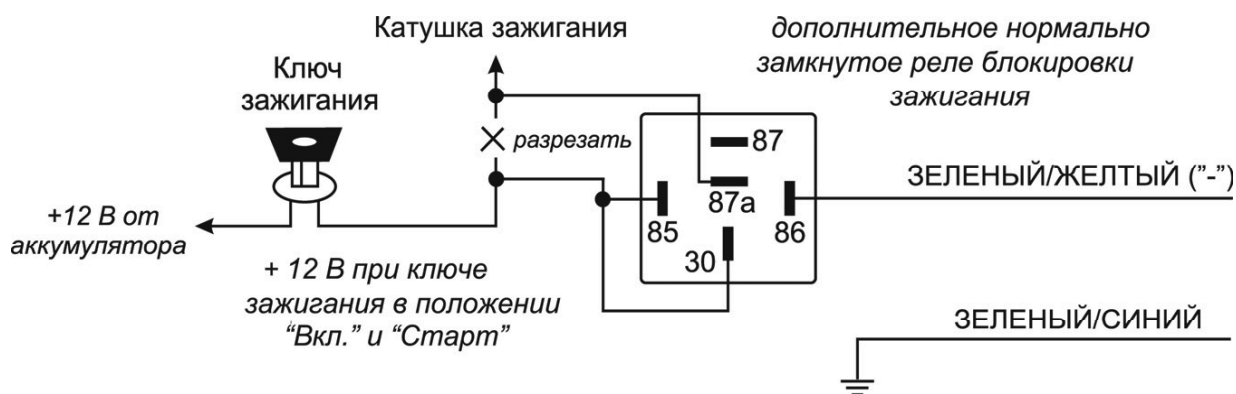 Катушка зажигания
дополнительное нормально
замкнутое реле блокировки
зажигания
Ключ
зажигания
разрезать
87
87а
85
86
30
ЗЕЛЕНЫЙ/ЖЕЛТЫЙ ("-")
+12 В от
аккумулятора
+ 12 В при ключе
зажигания в положении
“Вкл.” и “Старт”
ЗЕЛЕНЫЙ/СИНИЙ